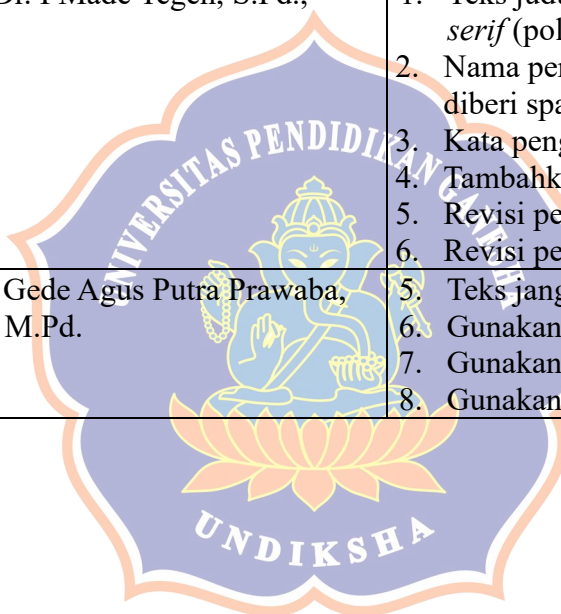 Dr. I Made Tegeh, S.Pd.,
1. Teks
serif (pol
2. Nama per
diberi spa
3. Kata peng
4. Tambahk
5. Revisi pe
6. Revisi pe
Gede Agus Putra Prawaba,
M.Pd.
5. Teks jang
6. Gunakan
7. Gunakan
8. Gunakan
UNIVERSITAS PENDIDIKAN GANESHA
UNDIKSHA